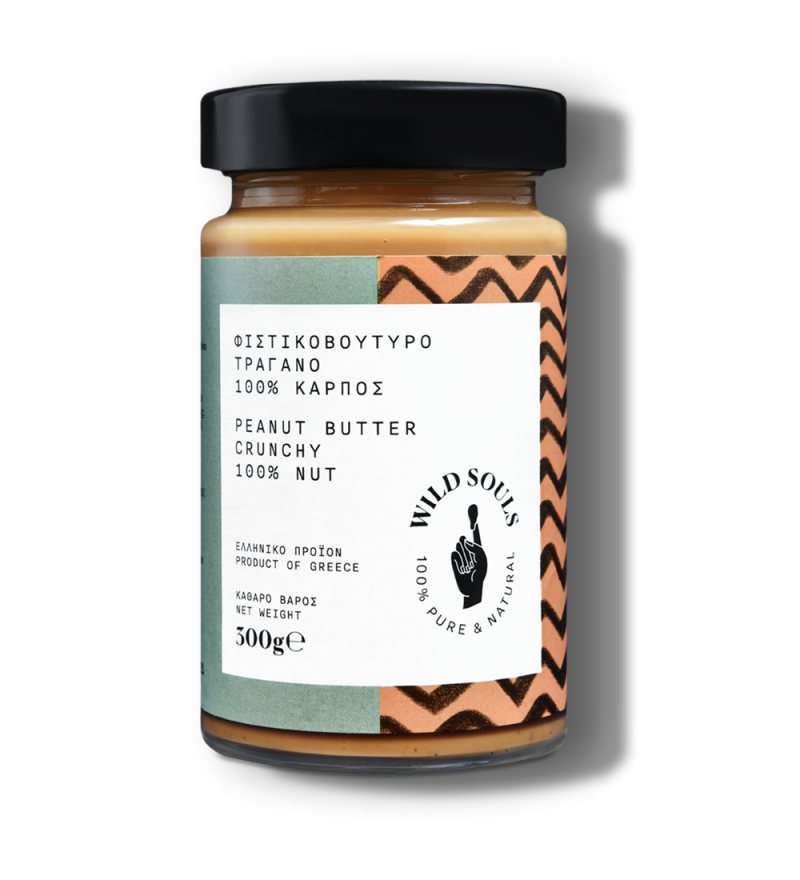 ΦΙΣΤΙΚΟΒΟΥΤΥΡΟ
ΤΡΑΓΑΝΟ
100% ΚΑΡΠΟΣ
PEANUT BUTTER
CRUNCHY
100% NUT
WILD SOULS
100% PURE & NATURAL
ΕΛΛΗΝΙΚΟ ΠΡΟΪΟΝ
PRODUCT OF GREECE
ΚΑΘΑΡΟ ΒΑΡΟΣ
NET WEIGHT
300g℮